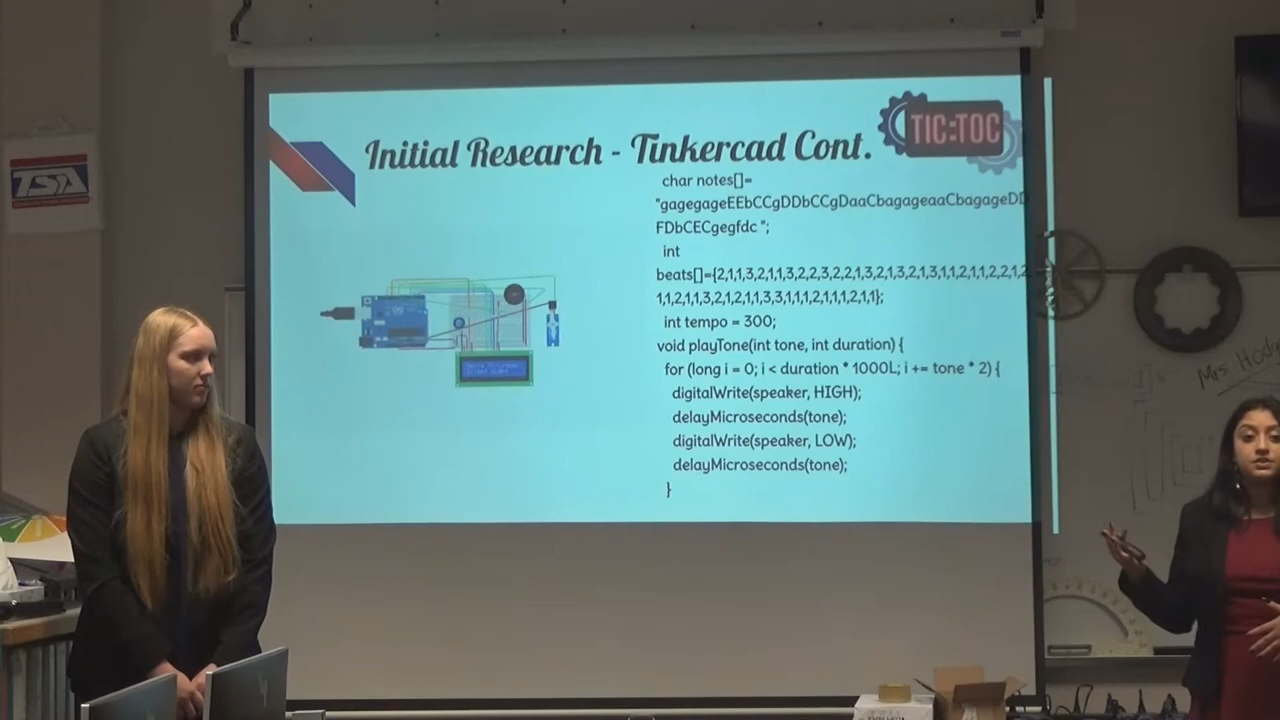 TSA
Initial Research - Tinkercad Cont.
TIC:TOC
char notes[]=
"gagegageEEbCCgDDbCCgDaaCbagageaaCbagageDD
FDbCECgegfdc ";
int
beats[]={2,1,1,3,2,1,1,3,2,2,3,2,2,1,3,2,1,3,2,1,3,1,1,2,1,1,2,2,1,2,
1,1,2,1,1,3,2,1,2,1,1,3,3,1,1,1,2,1,1,1,2,1,1};
int tempo = 300;
void playTone(int tone, int duration) {
for (long i = 0; i < duration * 1000L; i += tone * 2) {
digitalWrite(speaker, HIGH);
delayMicroseconds(tone);
digitalWrite(speaker, LOW);
delayMicroseconds(tone);
}
Mrs Hodg